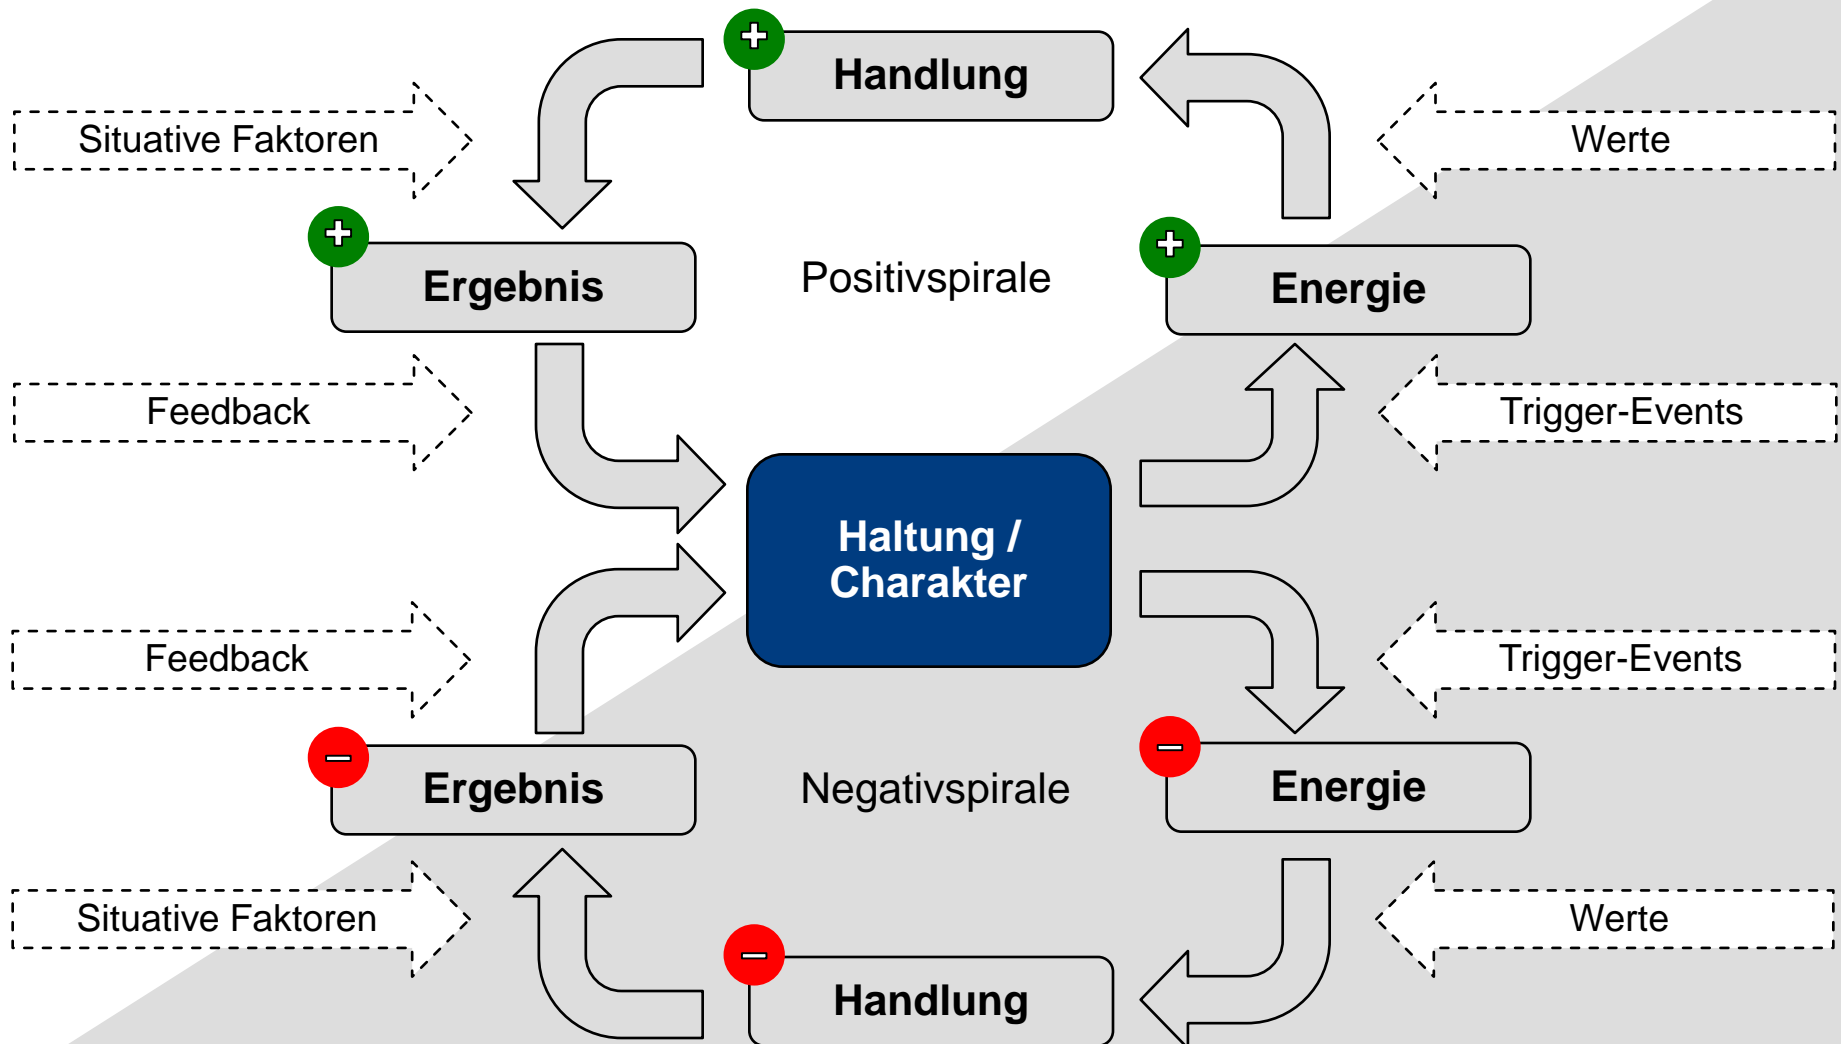 Handlung
Situative Faktoren
Werte
Ergebnis
Positivspirale
Energie
Feedback
Trigger-Events
Haltung /
Charakter
Feedback
Trigger-Events
Ergebnis
Negativspirale
Energie
Situative Faktoren
Werte
Handlung